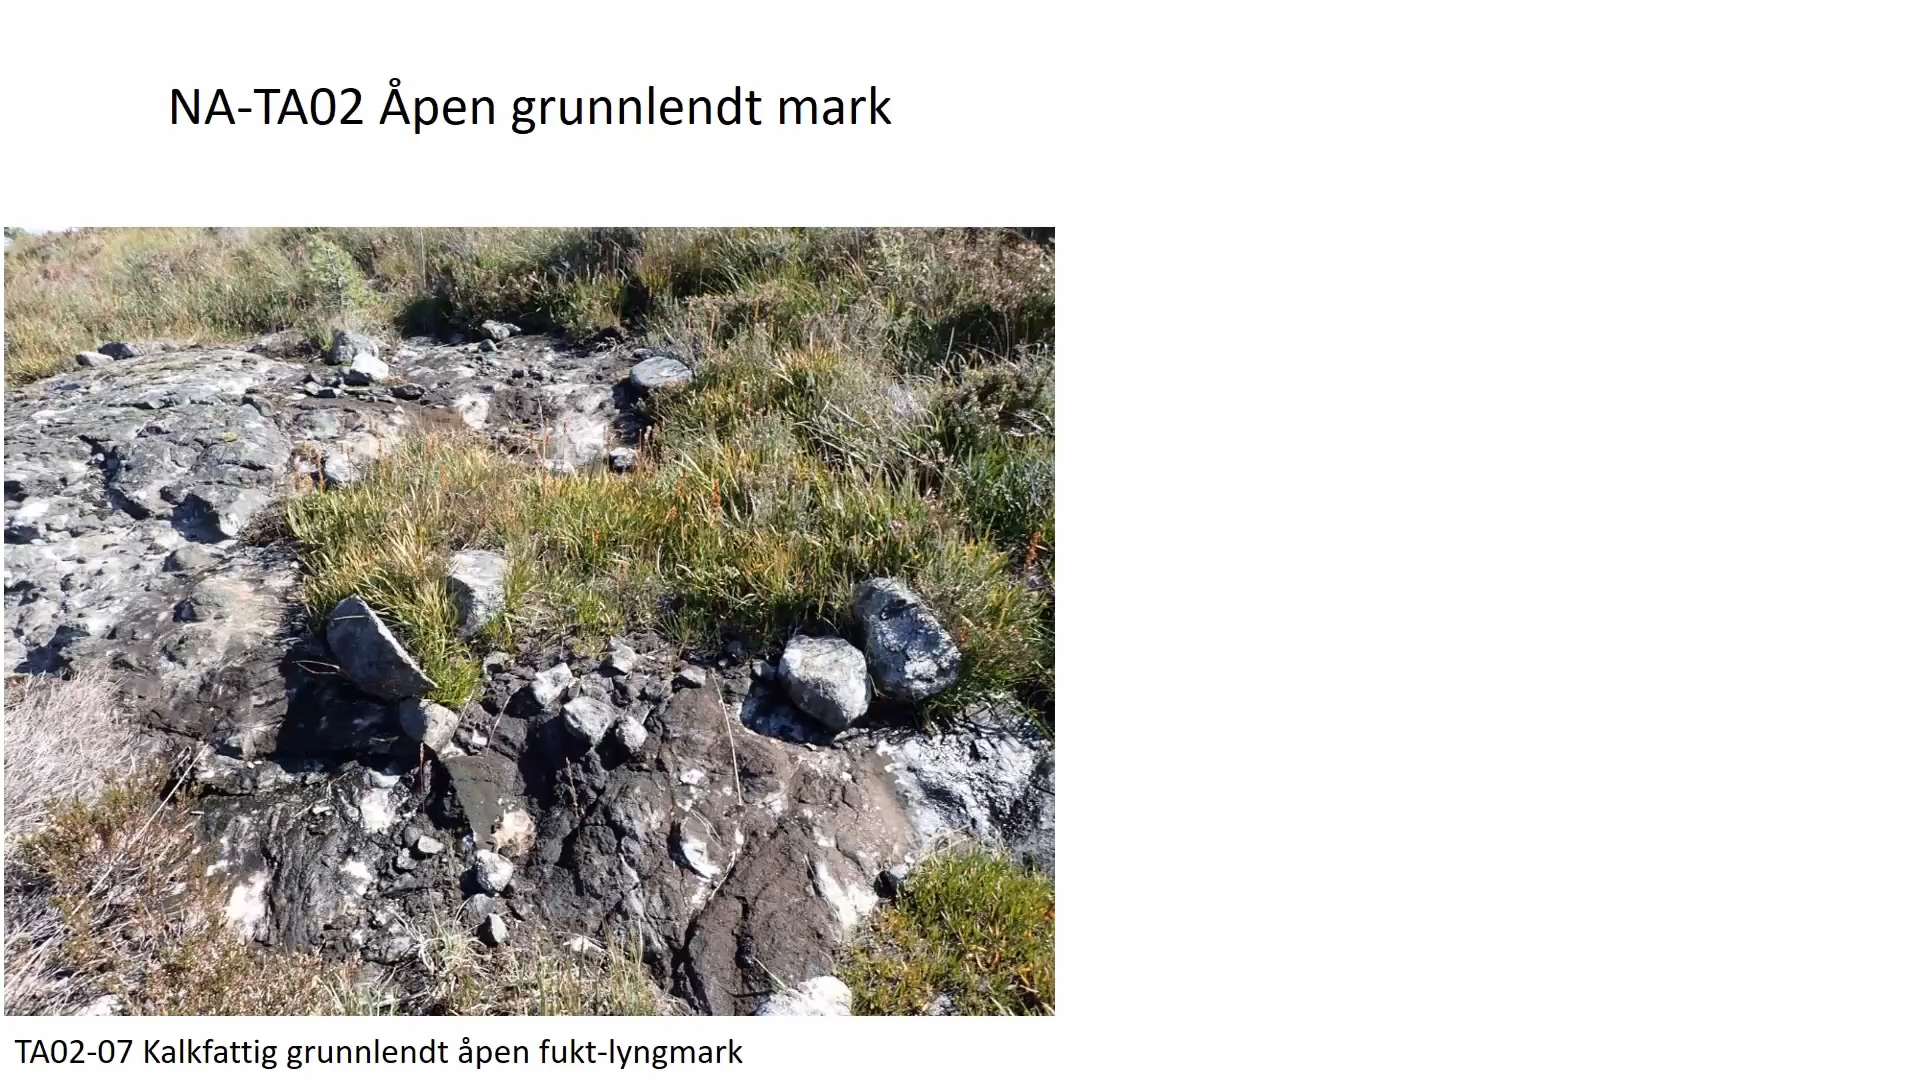 NA-TA02 Åpen grunnlendt mark
TA02-07 Kalkfattig grunnlendt åpen fukt-lyngmark